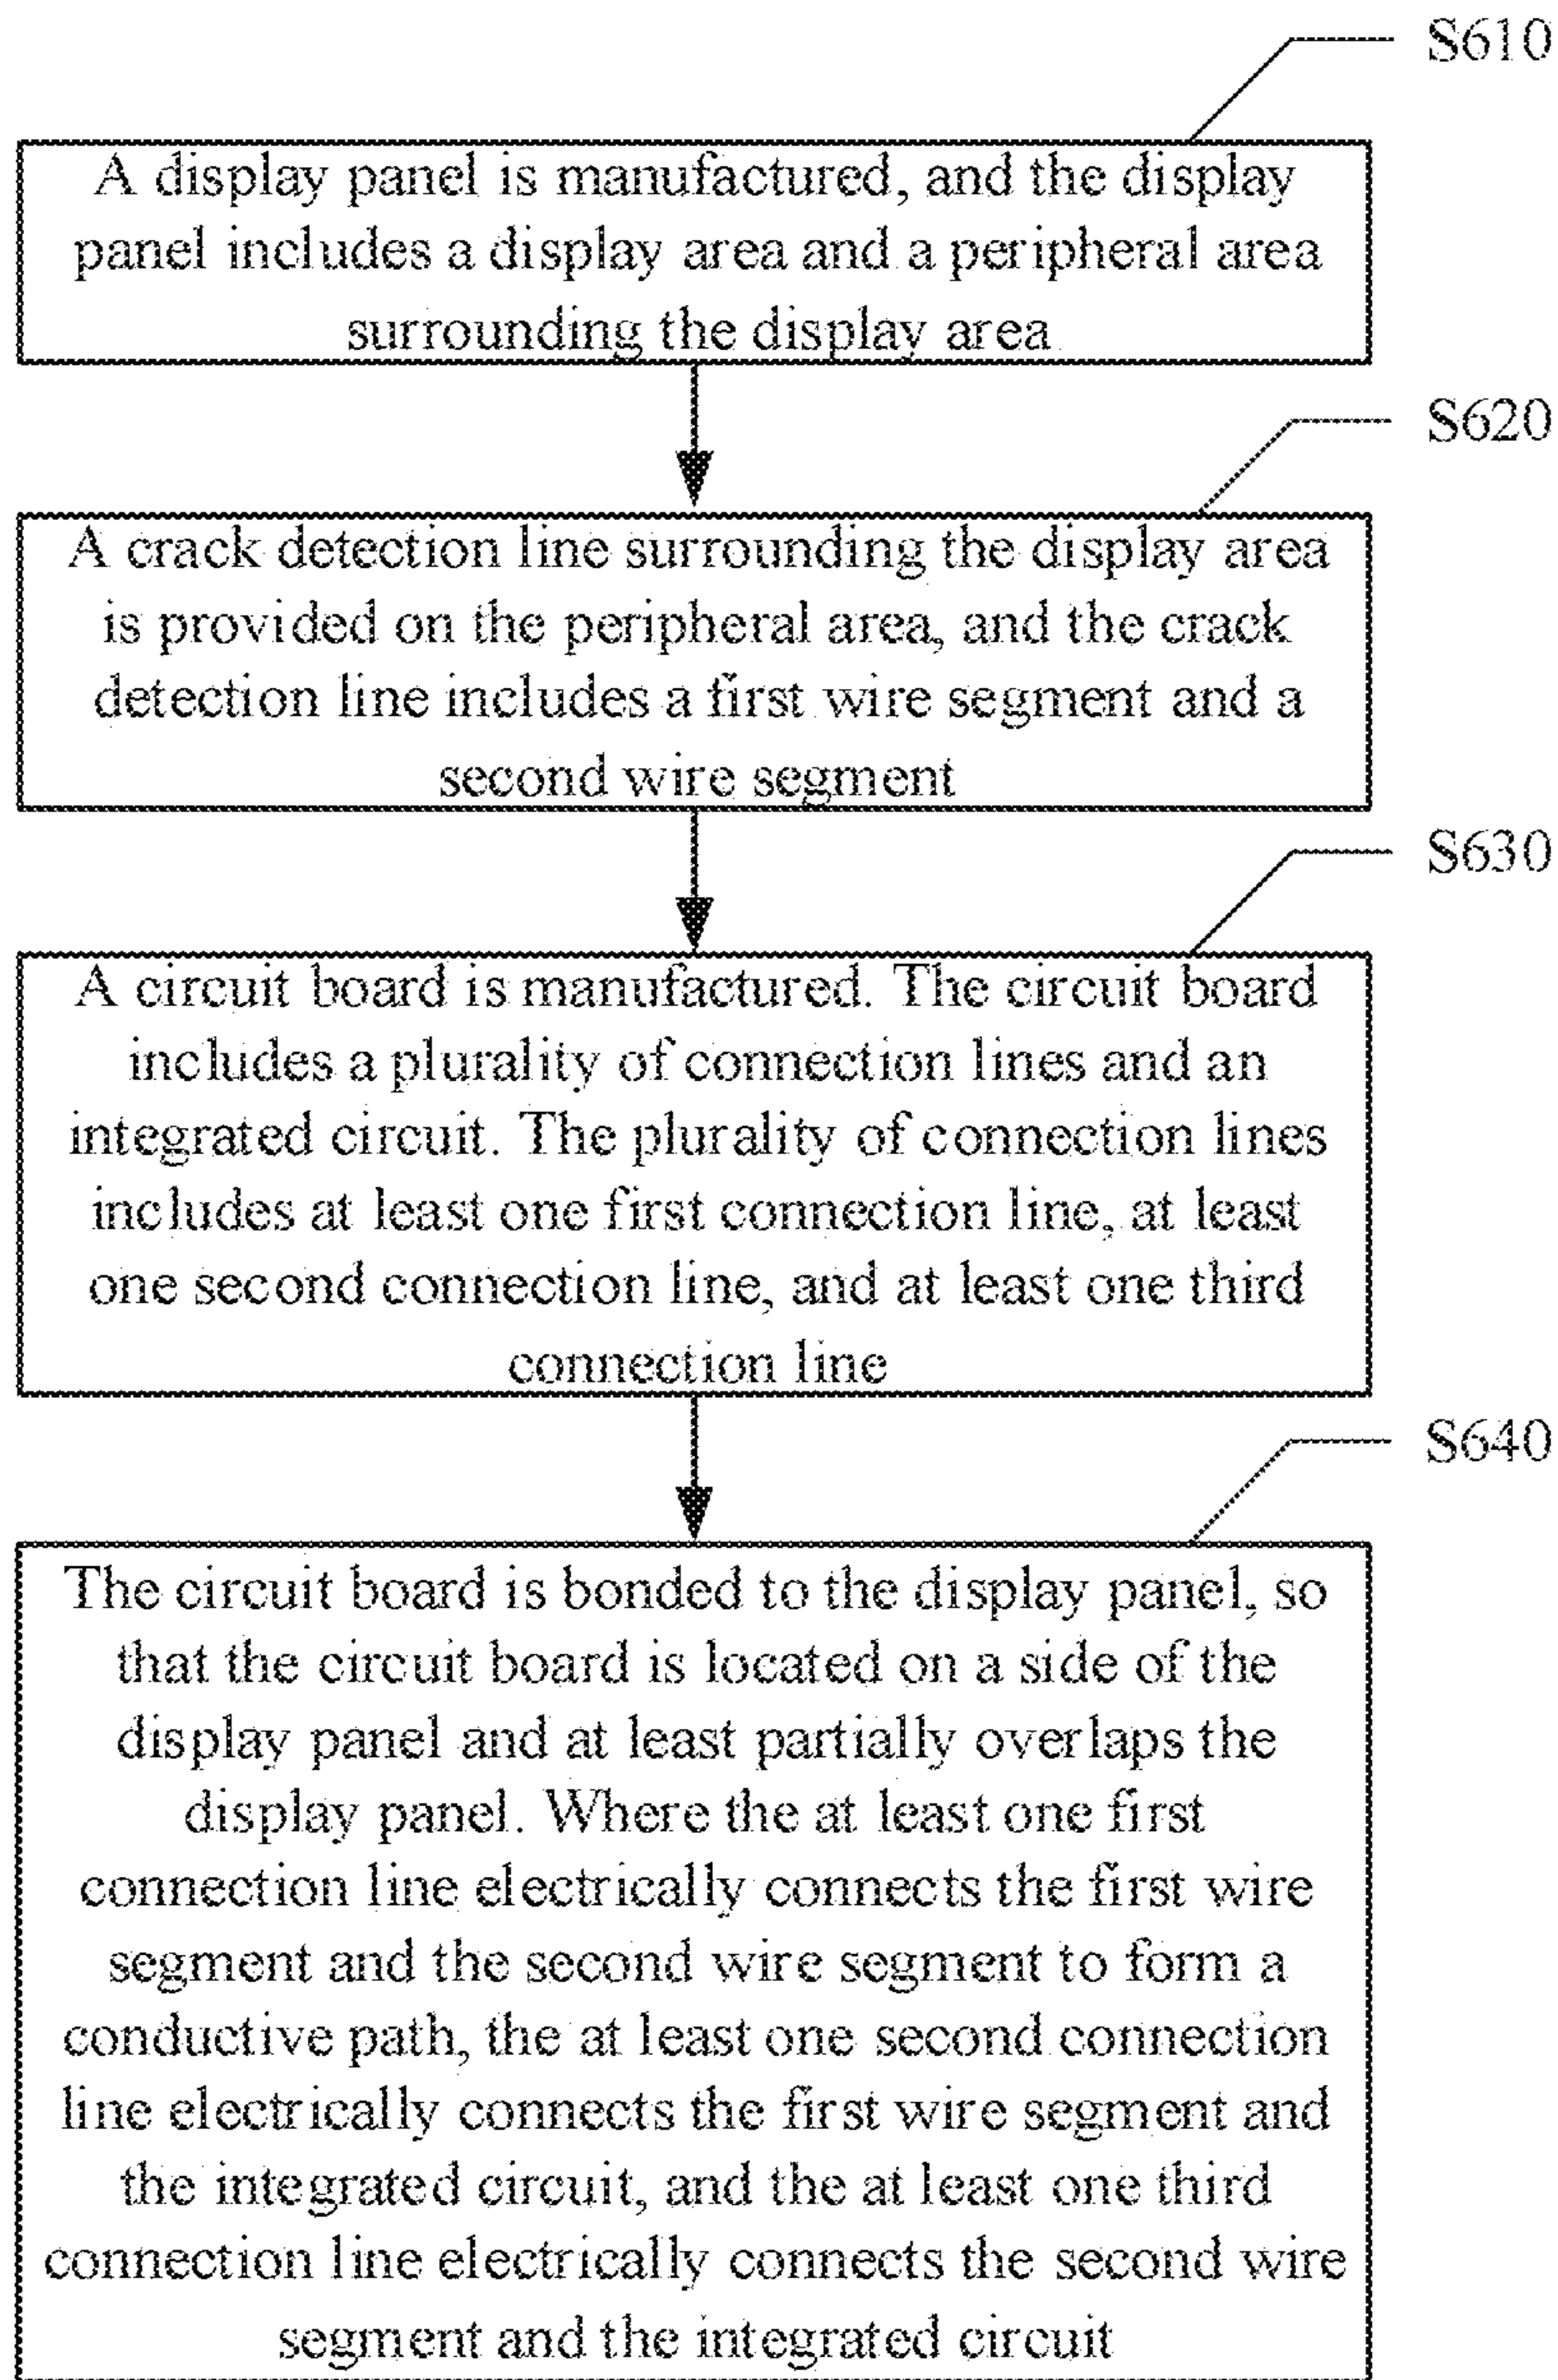 S610
A display panel is manufactured, and the display
panel includes a display area and a peripheral area
surrounding the display area
S620
A crack detection line surrounding the display area
is provided on the peripheral area, and the crack
detection line includes a first wire segment and a
second wire segment
S630
A circuit board is manufactured. The circuit board
includes a plurality of connection lines and an
integrated circuit. The plurality of connection lines
includes at least one first connection line, at least
one second connection line, and at least one third
connection line
S640
The circuit board is bonded to the display panel, so
that the circuit board is located on a side of the
display panel and at least partially overlaps the
display panel. Where the at least one first
connection line electrically connects the first wire
segment and the second wire segment to form a
conductive path, the at least one second connection
line electrically connects the first wire segment and
the integrated circuit, and the at least one third
connection line electrically connects the second wire
segment and the integrated circuit